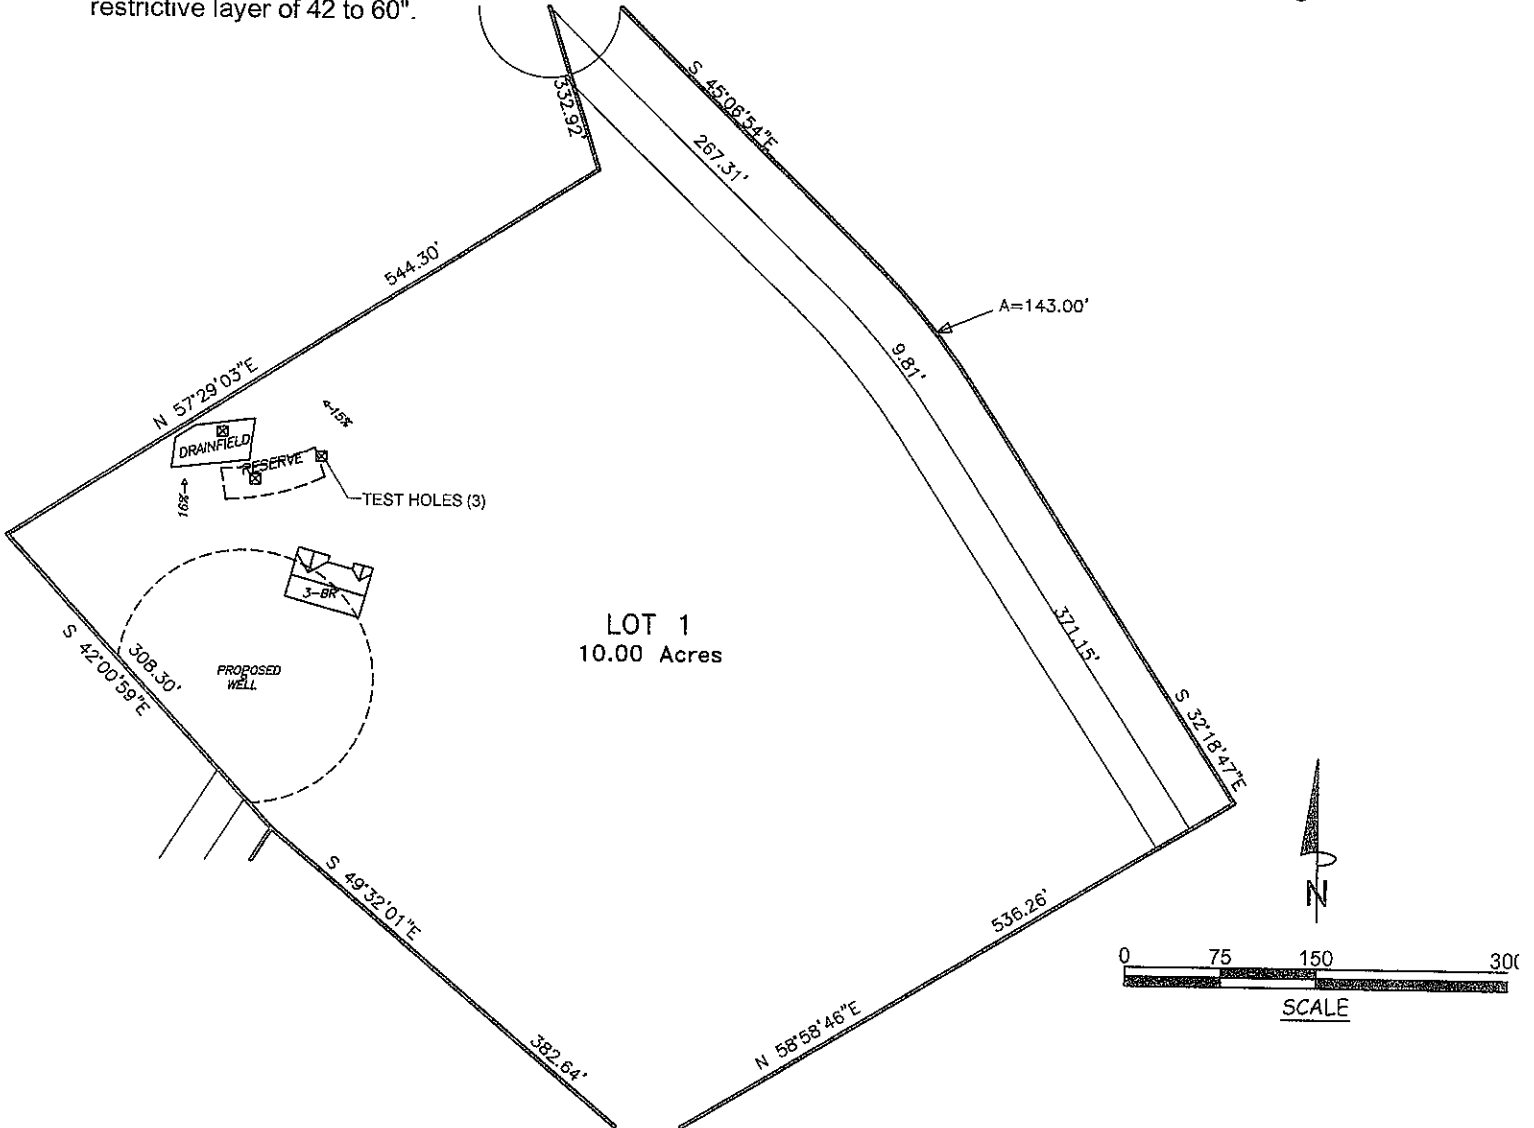 restrictive layer of 42 to 60".
S 45°06'54"E
332.92'
267.31'
544.30'
A=143.00'
9.81'
N 57°29'03"E
15%
DRAINFIELD
RESERVE
16%
TEST HOLES (3)
3-BR
LOT 1
10.00 Acres
371.15'
S 42°00'59"E
308.30'
PROPOSED
WELL
S 32°18'47"E
S 49°32'01"E
536.26'
N
0 75 150 300
SCALE
N 58°58'46"E
382.64'